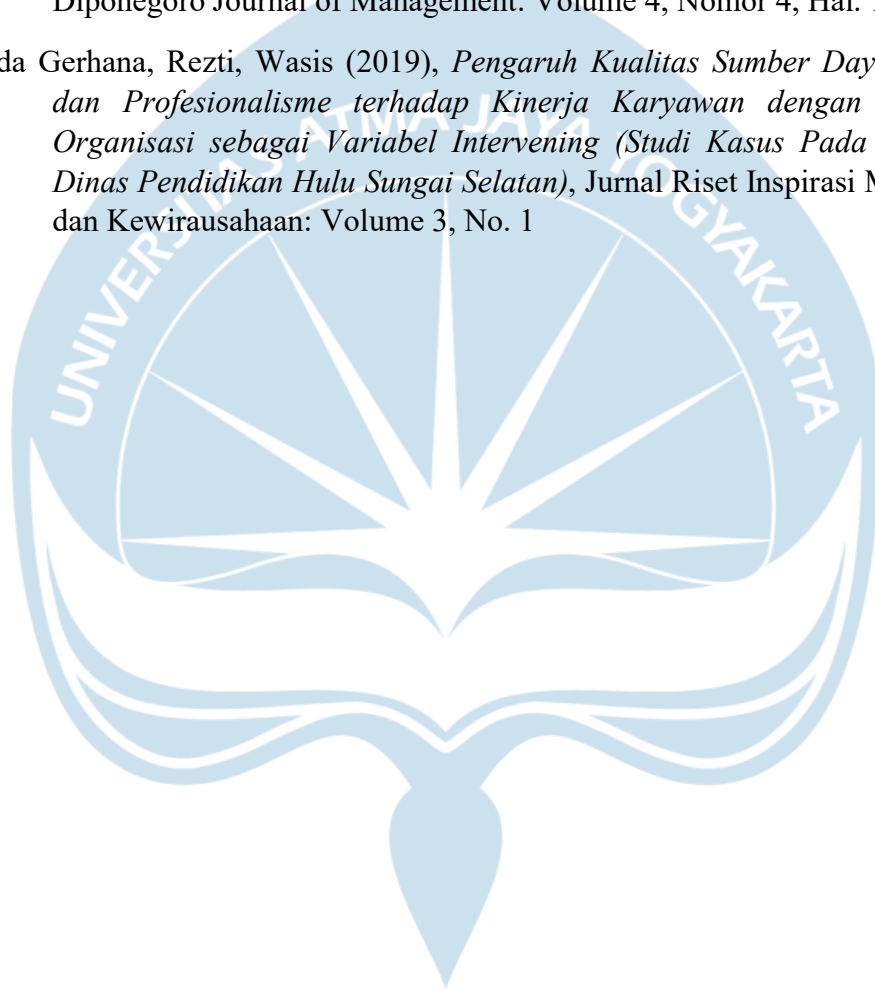 Diponegoro Journal of Management: Volume 4, Nomor 4, Hal. 1
da Gerhana, Rezti, Wasis (2019), Pengaruh Kualitas Sumber Day
dan Profesionalisme terhadap Kinerja Karyawan dengan
Organisasi sebagai Variabel Intervening (Studi Kasus Pada
Dinas Pendidikan Hulu Sungai Selatan), Jurnal Riset Inspirasi M
dan Kewirausahaan: Volume 3, No. 1
UNIVERSITAS ATMA JAYA YOGYAKARTA